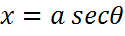 x = a secθ